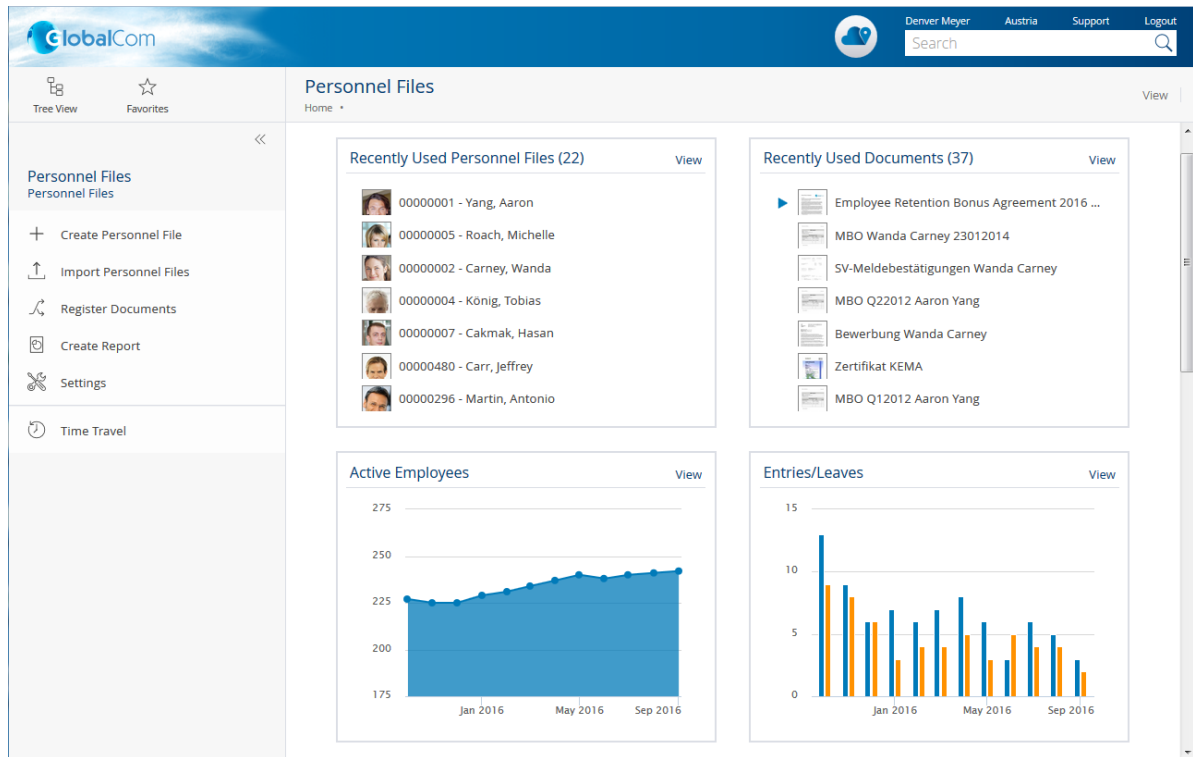 GlobalCom
Denver Meyer Austria Support Logout
Search
Tree View Favorites
Personnel Files
Home •
View
Personnel Files
Personnel Files
Create Personnel File
Import Personnel Files
Register Documents
Create Report
Settings
Time Travel
Recently Used Personnel Files (22) View
00000001 - Yang, Aaron
00000005 - Roach, Michelle
00000002 - Carney, Wanda
00000004 - König, Tobias
00000007 - Cakmak, Hasan
00000480 - Carr, Jeffrey
00000296 - Martin, Antonio
Recently Used Documents (37) View
Employee Retention Bonus Agreement 2016 ...
MBO Wanda Carney 23012014
SV-Meldebestätigungen Wanda Carney
MBO Q22012 Aaron Yang
Bewerbung Wanda Carney
Zertifikat KEMA
MBO Q12012 Aaron Yang
Active Employees View
275
250
225
200
175
Jan 2016 May 2016 Sep 2016
Entries/Leaves View
15
10
5
0
Jan 2016 May 2016 Sep 2016